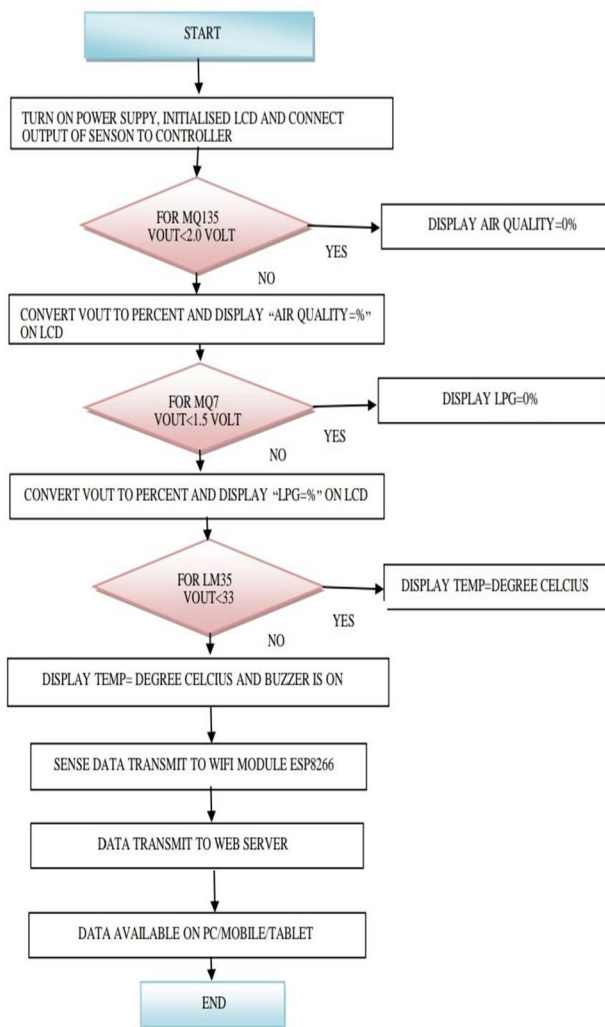 START
TURN ON POWER SUPPY, INITIALISED LCD AND CONNECT
OUTPUT OF SENSON TO CONTROLLER
FOR MQ135
VOUT<2.0 VOLT
DISPLAY AIR QUALITY=0%
YES
NO
CONVERT VOUT TO PERCENT AND DISPLAY “AIR QUALITY=%”
ON LCD
FOR MQ7
VOUT<1.5 VOLT
DISPLAY LPG=0%
YES
NO
CONVERT VOUT TO PERCENT AND DISPLAY “LPG=%” ON LCD
FOR LM35
VOUT<33
DISPLAY TEMP=DEGREE CELCIUS
YES
NO
DISPLAY TEMP= DEGREE CELCIUS AND BUZZER IS ON
SENSE DATA TRANSMIT TO WIFI MODULE ESP8266
DATA TRANSMIT TO WEB SERVER
DATA AVAILABLE ON PC/MOBILE/TABLET
END